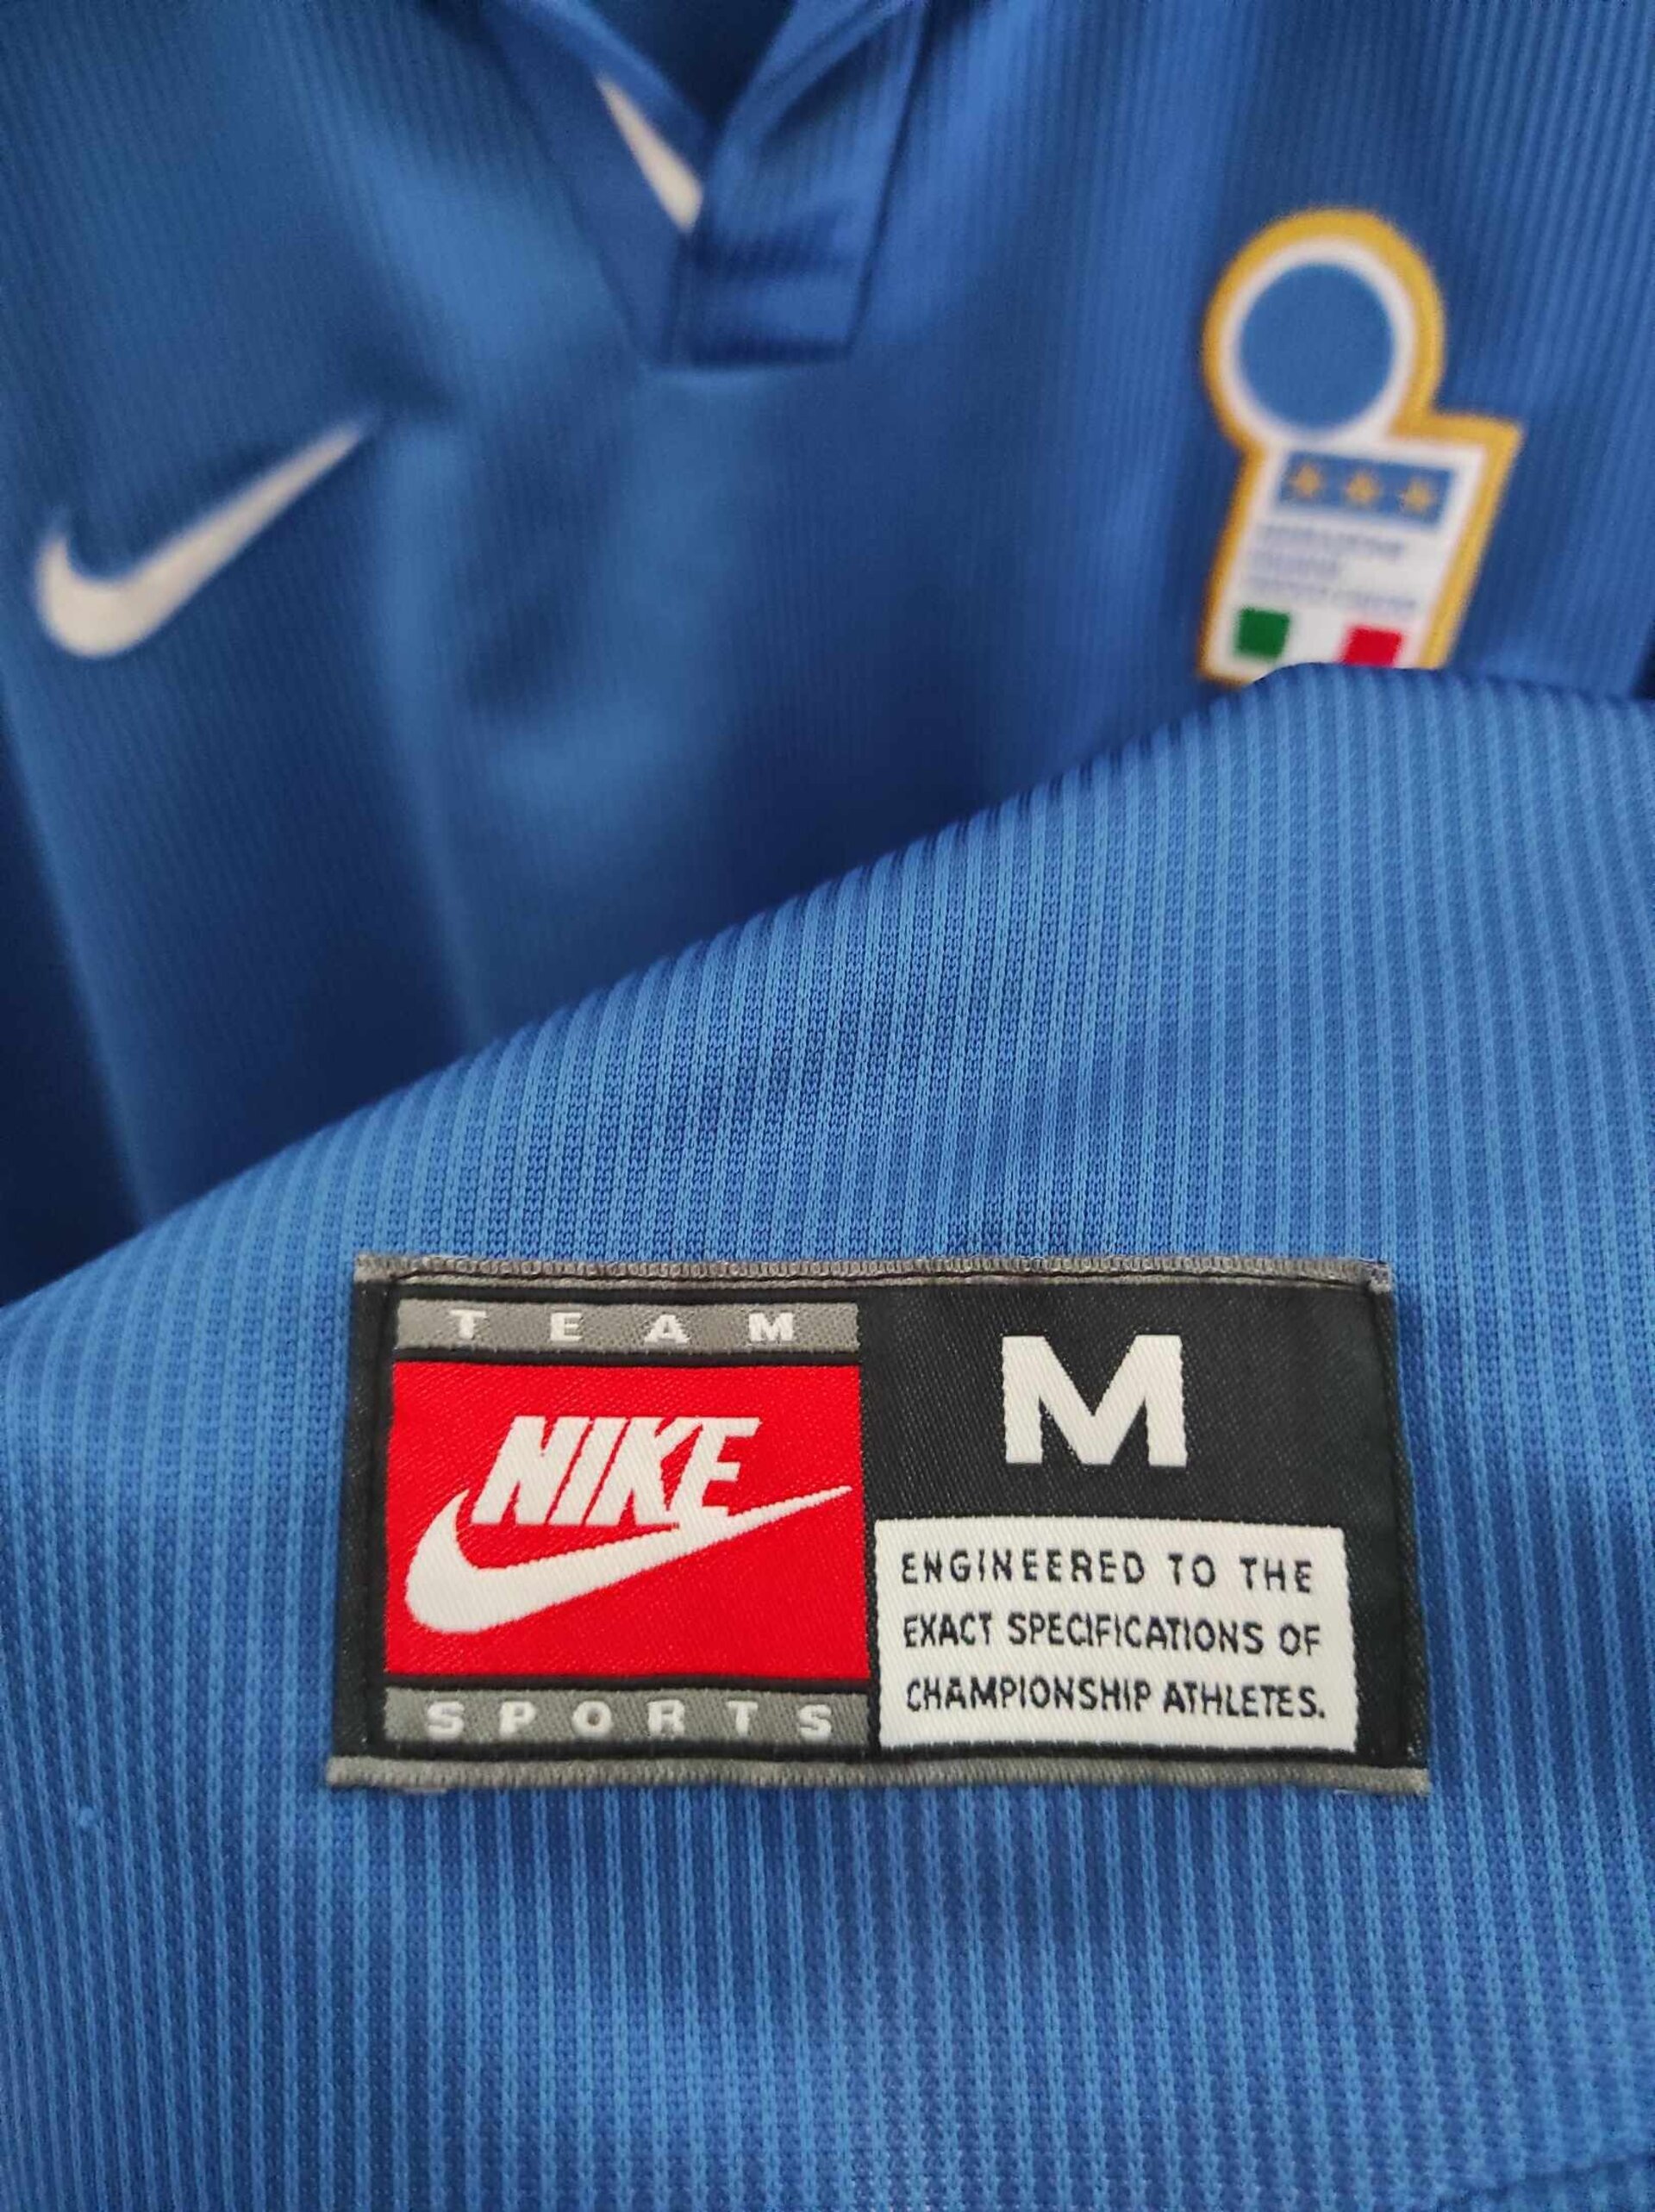 TEAM
NIKE
SPORTS
M
ENGINEERED TO THE
EXACT SPECIFICATIONS OF
CHAMPIONSHIP ATHLETES.